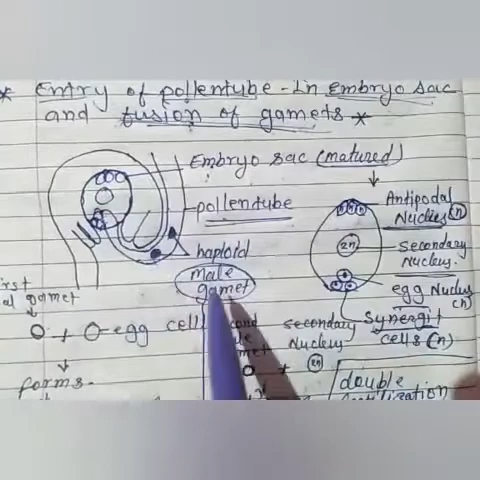 * Entry of pollentube - In Embryo sac
and fusion of gamets *
Embryo sac (matured)
pollentube
haploid
male
gamet
Antipodal
Nucleus (n)
2n
secondary
Nucleus.
egg Nucleus
(n)
Synergit
cells (n)
gamet
O + O - egg cell
secondary
Nucleus
O + 2n
forms.
double